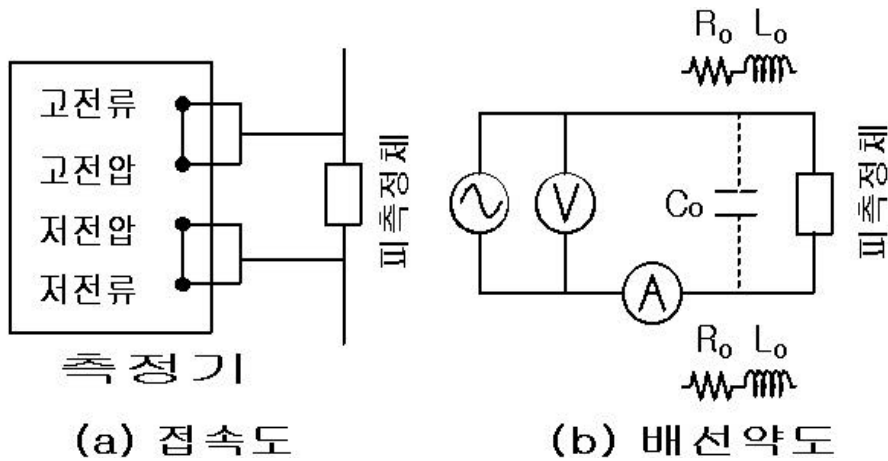 고전류
고전압
저전압
저전류
피측정체
측정기
(a) 접속도
R₀ L₀
V
C₀
A
피측정체
R₀ L₀
(b) 배선약도